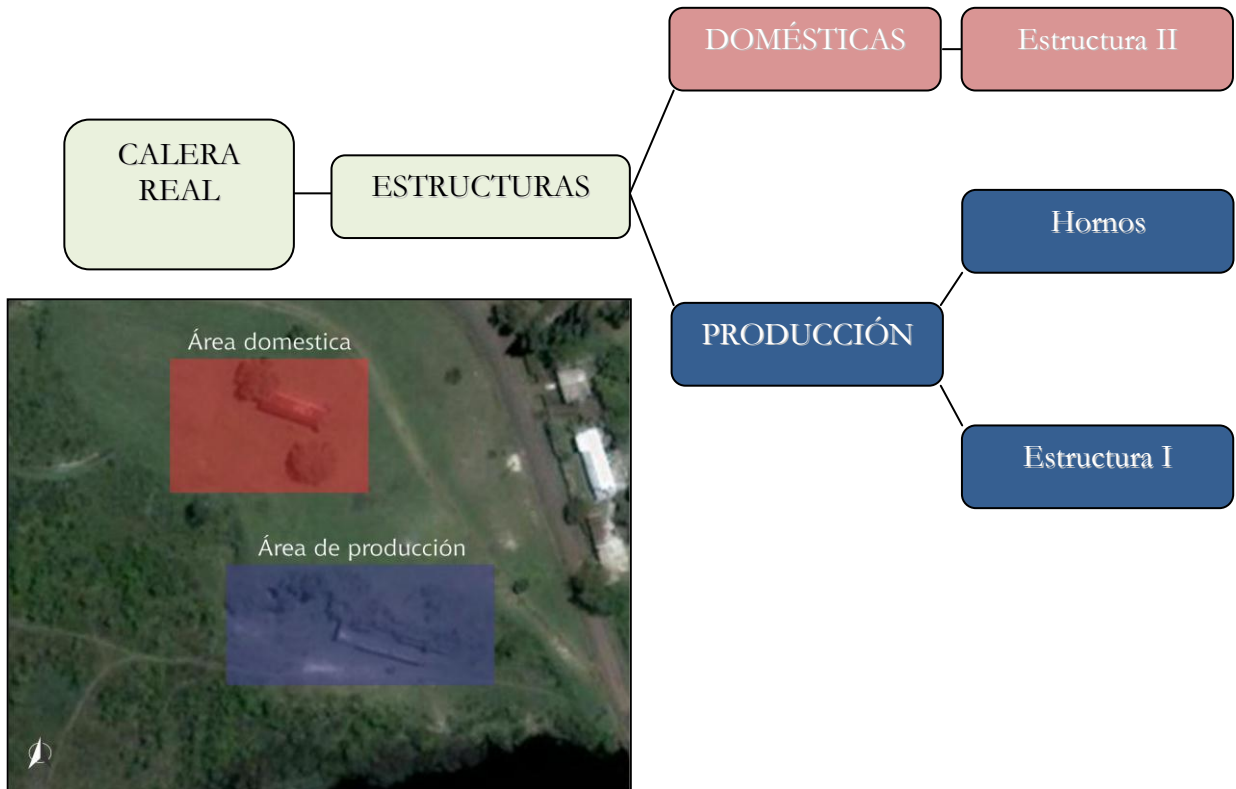 DOMÉSTICAS
Estructura II
CALERA
REAL
ESTRUCTURAS
Hornos
PRODUCCIÓN
Estructura I
Área domestica
Área de producción